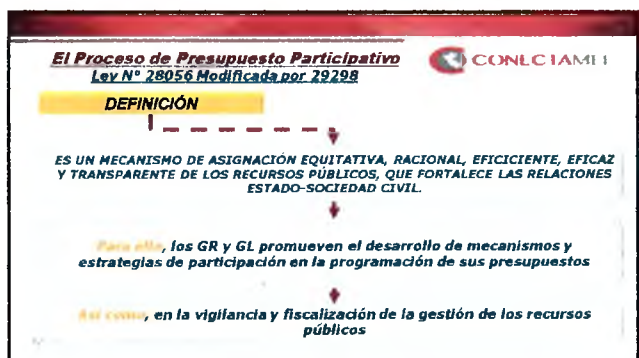 El Proceso de Presupuesto Participativo
CONECTAMEF
Ley Nº 28056 Modificada por 29298
DEFINICIÓN
ES UN MECANISMO DE ASIGNACIÓN EQUITATIVA, RACIONAL, EFICICIENTE, EFICAZ
Y TRANSPARENTE DE LOS RECURSOS PÚBLICOS, QUE FORTALECE LAS RELACIONES
ESTADO-SOCIEDAD CIVIL.
Para ello, los GR y GL promueven el desarrollo de mecanismos y
estrategias de participación en la programación de sus presupuestos
Así como, en la vigilancia y fiscalización de la gestión de los recursos
públicos